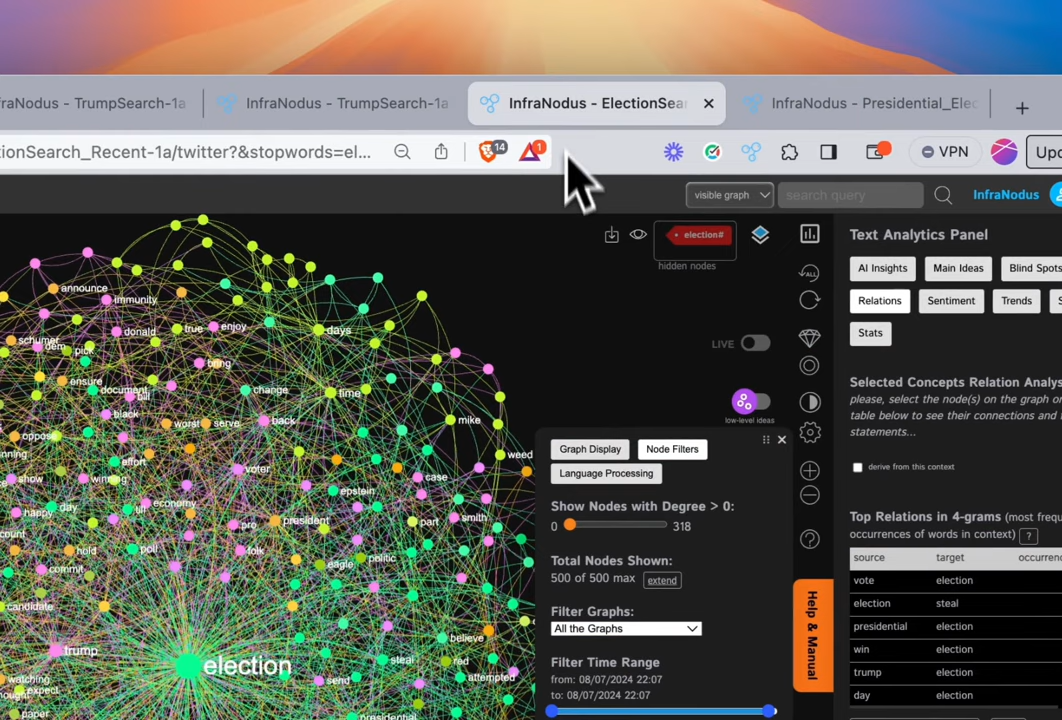 fraNodus - TrumpSearch-1a
InfraNodus - TrumpSearch-1a
InfraNodus - ElectionSear
InfraNodus - Presidential_Elec
tionSearch_Recent-1a/twitter?&stopwords=el...
14
1
VPN
Upd
visible graph
search query
InfraNodus
election#
hidden nodes
Text Analytics Panel
AI Insights
Main Ideas
Blind Spots
Relations
Sentiment
Trends
Stats
ALL
LIVE
low-level ideas
Selected Concepts Relation Analys
please, select the node(s) on the graph or
table below to see their connections and t
statements...
derive from this context
Graph Display
Node Filters
Language Processing
Show Nodes with Degree > 0:
0
318
Total Nodes Shown:
500 of 500 max
extend
Filter Graphs:
All the Graphs
Filter Time Range
from: 08/07/2024 22:07
to: 08/07/2024 22:07
Help & Manual
Top Relations in 4-grams (most frequ
occurrences of words in context)
?
source target occurrenc
vote election
election steal
presidential election
win election
trump election
day election
announce
immunity
donald
true
enjoy
days
schumer
dem
pick
bring
ensure
document
bill
change
time
black
worst
serve
back
mike
oppos
effort
voter
weed
show
winning
case
epstein
economy
happy
day
till
pro
president
part
smith
count
hold
poll
folk
eagle
politic
commit
candidate
believe
trump
election
steal
red
watching
expect
send
attempted
paper
presidential